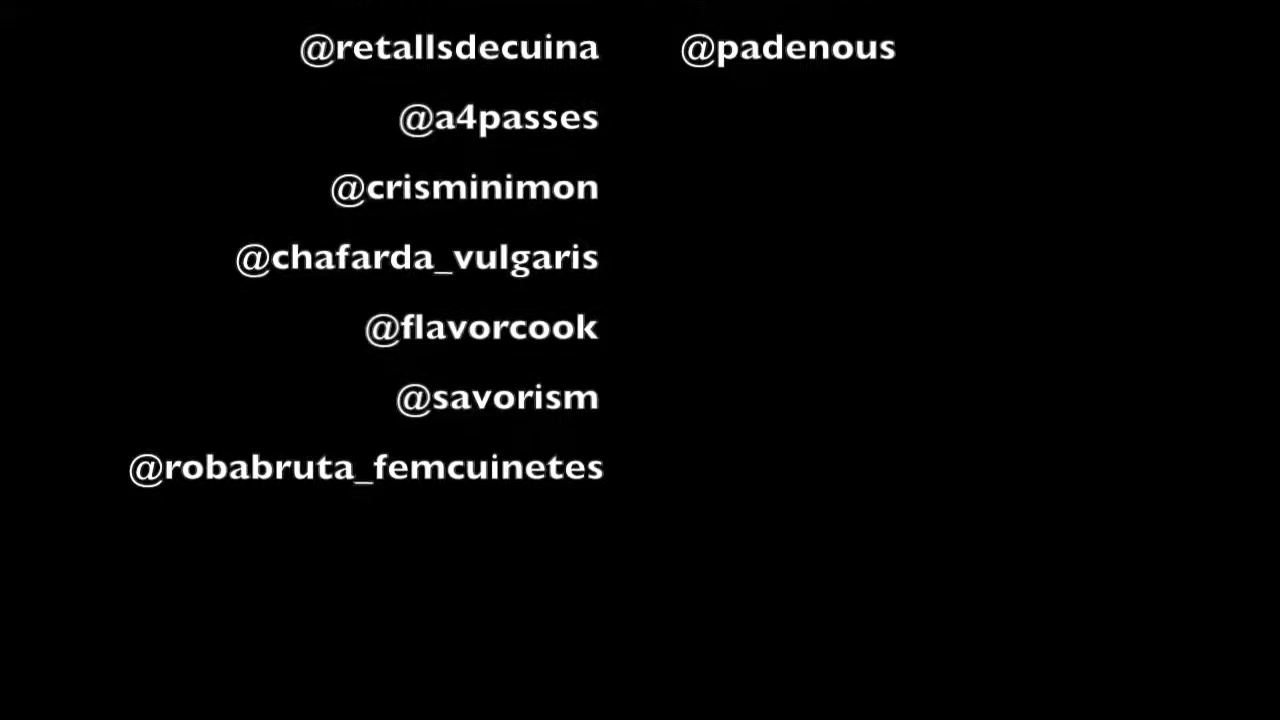 @retallsdecuina @padenous
@a4passes
@crisminimon
@chafarda_vulgaris
@flavorcook
@savorism
@robabruta_femcuinetes